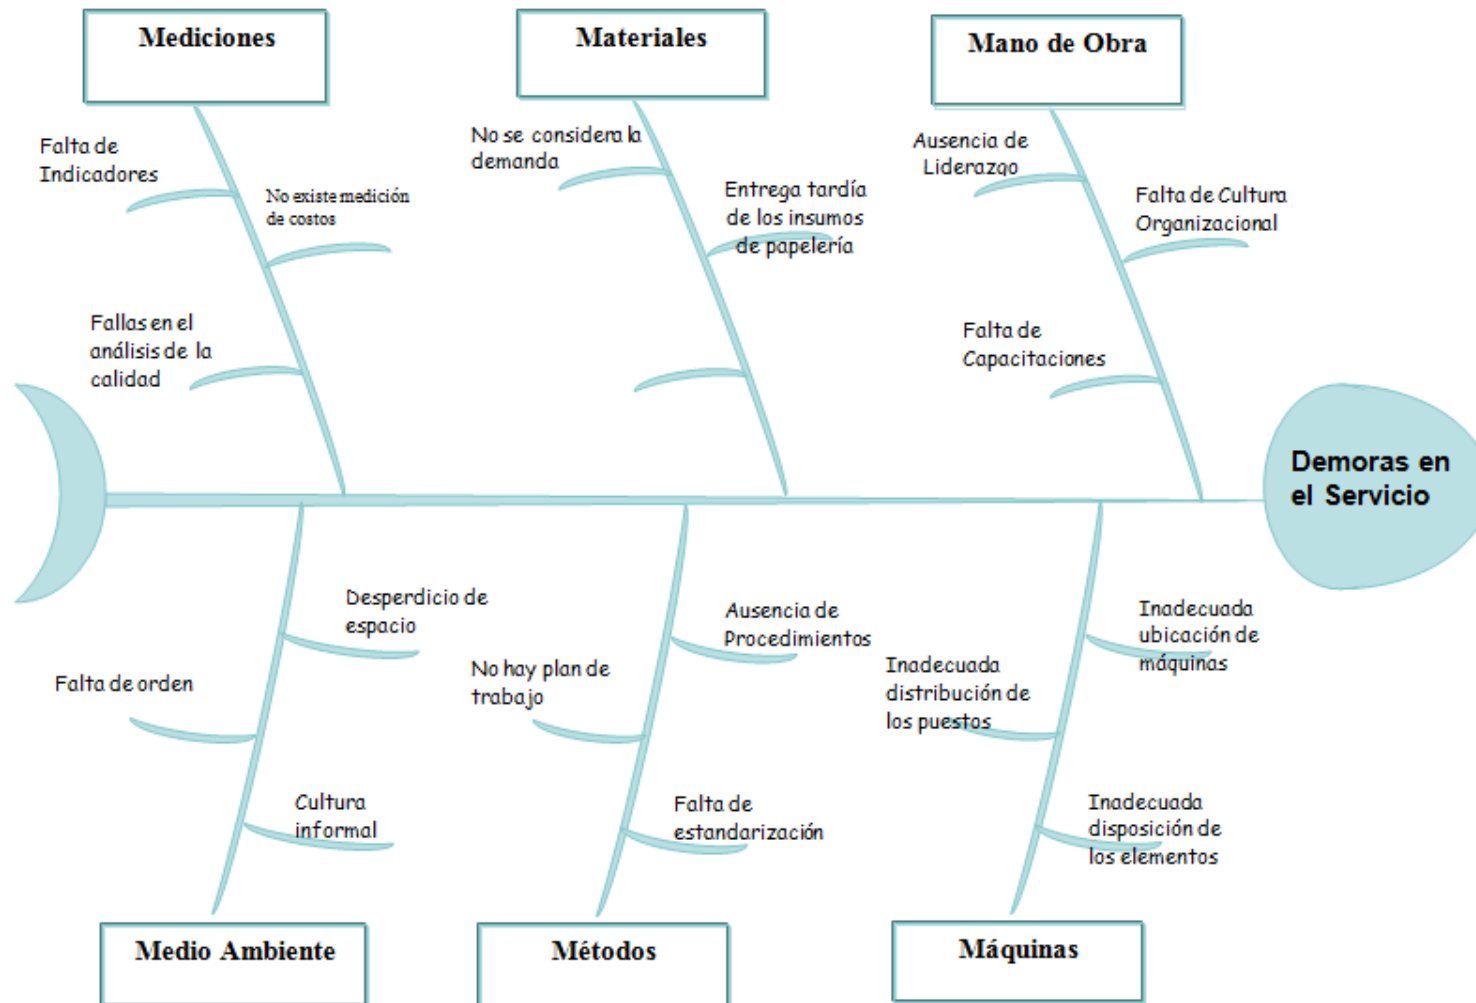 Mediciones
Materiales
Mano de Obra
Falta de
Indicadores
No existe medición
de costos
Fallas en el
análisis de la
calidad
No se considera la
demanda
Entrega tardía
de los insumos
de papelería
Ausencia de
Liderazgo
Falta de Cultura
Organizacional
Falta de
Capacitaciones
Demoras en
el Servicio
Desperdicio de
espacio
Falta de orden
Cultura
informal
Ausencia de
Procedimientos
No hay plan de
trabajo
Falta de
estandarización
Inadecuada
ubicación de
máquinas
Inadecuada
distribución de
los puestos
Inadecuada
disposición de
los elementos
Medio Ambiente
Métodos
Máquinas